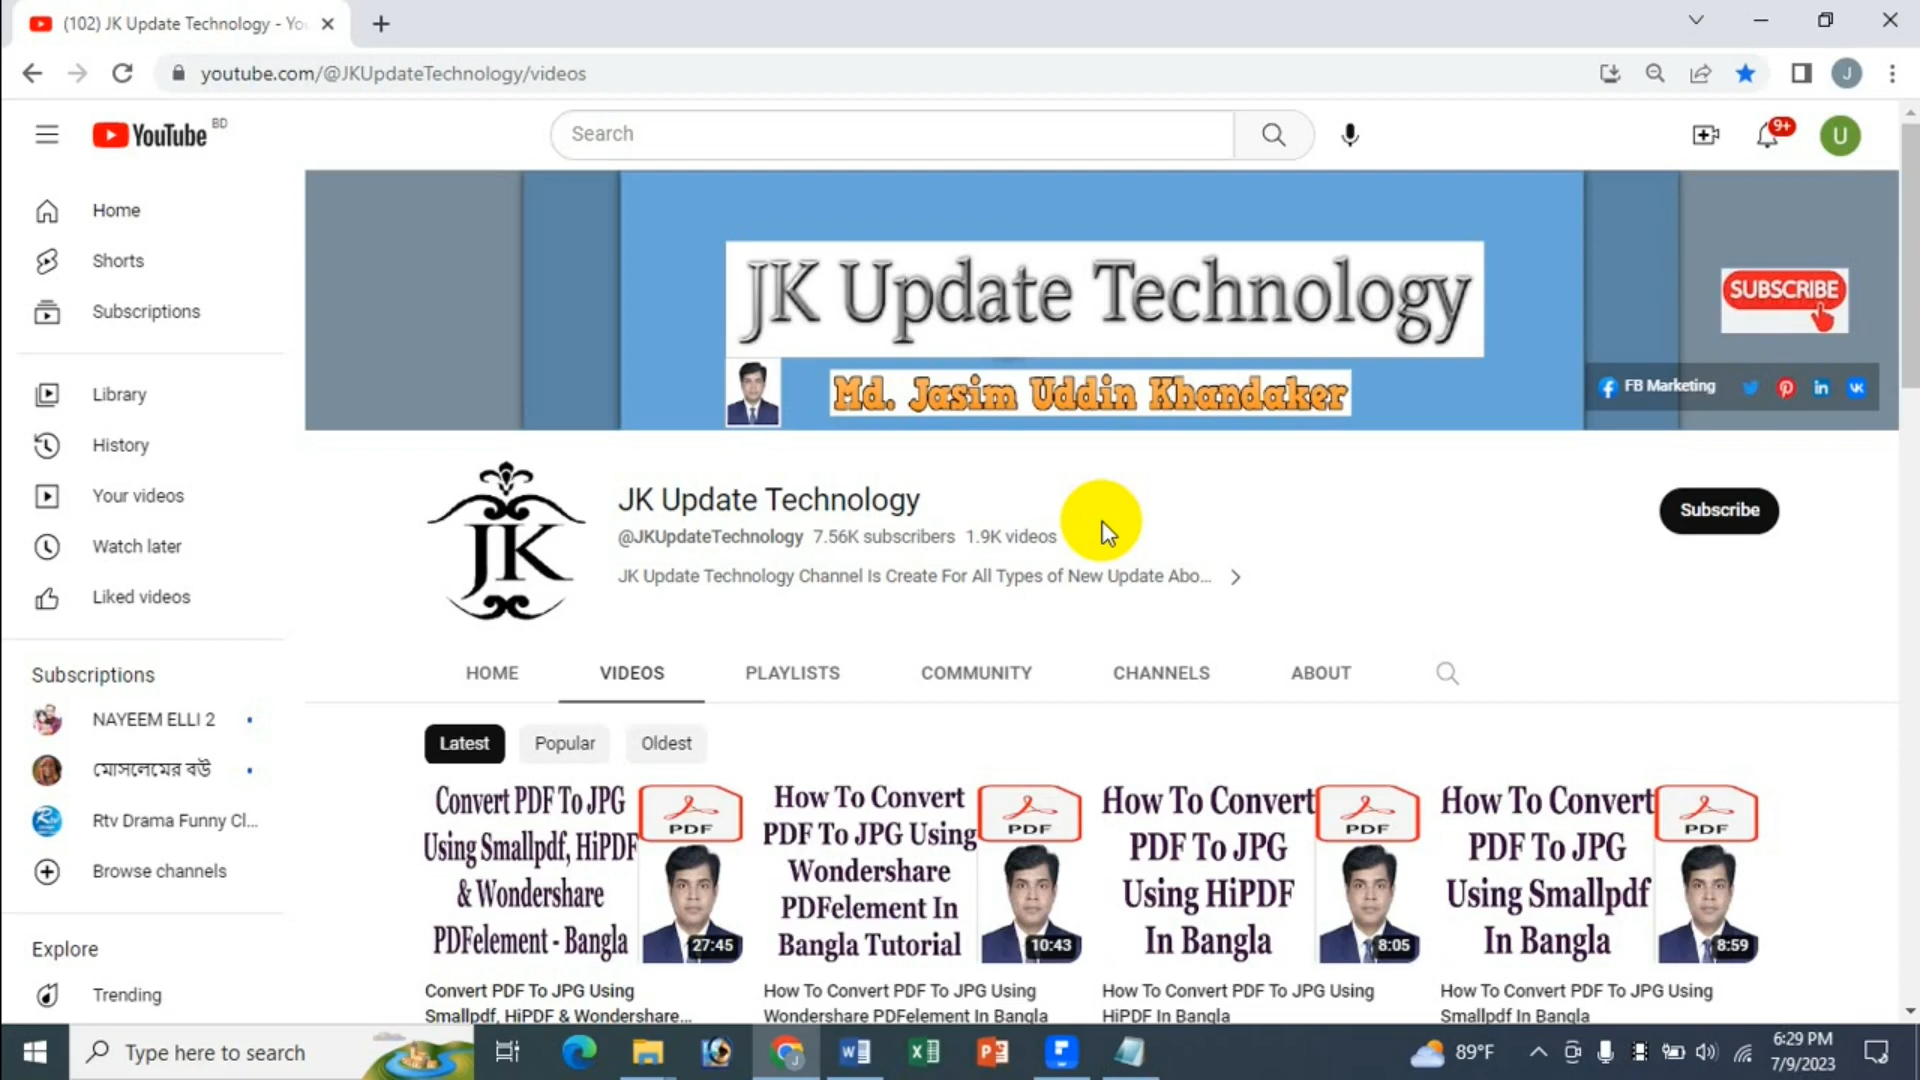 (102) JK Update Technology - Yo
youtube.com/@JKUpdateTechnology/videos
YouTube BD
Search
9+
U
J
Home
Shorts
Subscriptions
Library
History
Your videos
Watch later
Liked videos
Subscriptions
NAYEEM ELLI 2
মোসলেমের বউ
Rtv Drama Funny Cl...
Browse channels
Explore
Trending
JK Update Technology
Md. Jasim Uddin Khandaker
SUBSCRIBE
FB Marketing
JK
JK Update Technology
@JKUpdateTechnology 7.56K subscribers 1.9K videos
JK Update Technology Channel Is Create For All Types of New Update Abo...
Subscribe
HOME VIDEOS PLAYLISTS COMMUNITY CHANNELS ABOUT
Latest Popular Oldest
Convert PDF To JPG
Using Smallpdf, HiPDF
& Wondershare
PDFelement - Bangla
PDF
27:45
How To Convert
PDF To JPG Using
Wondershare
PDFelement In
Bangla Tutorial
PDF
10:43
How To Convert
PDF To JPG
Using HiPDF
In Bangla
PDF
8:05
How To Convert
PDF To JPG
Using Smallpdf
In Bangla
PDF
8:59
Convert PDF To JPG Using
Smallpdf, HiPDF & Wondershare...
How To Convert PDF To JPG Using
Wondershare PDFelement In Bangla
How To Convert PDF To JPG Using
HiPDF In Bangla
How To Convert PDF To JPG Using
Smallpdf In Bangla
Type here to search
89°F
6:29 PM
7/9/2023